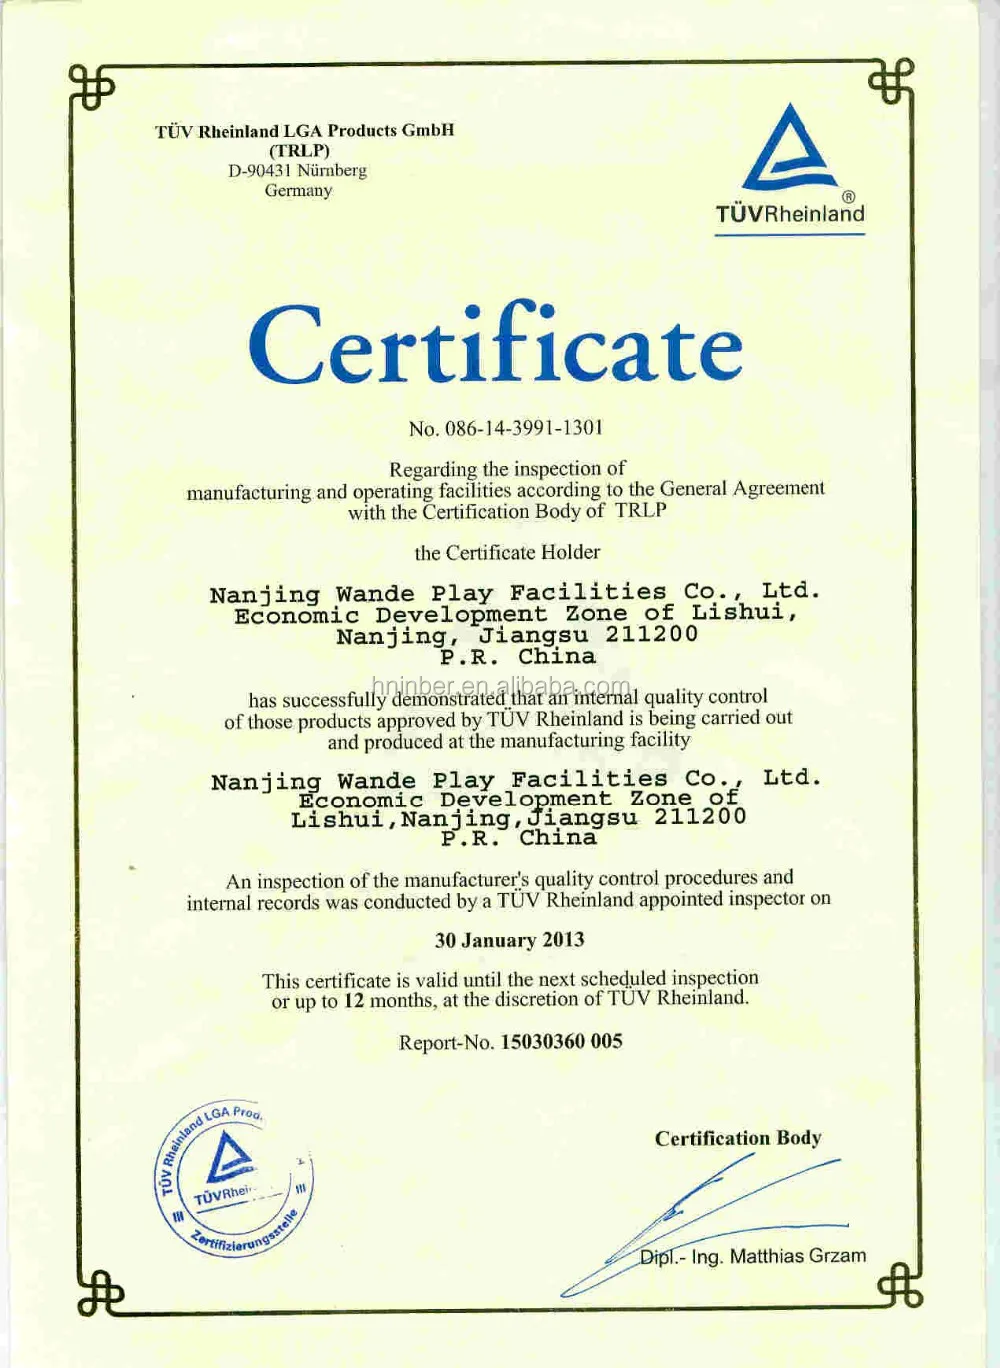 TÜV Rheinland LGA Products GmbH
(TRLP)
D-90431 Nürnberg
Germany
®
TÜVRheinland
Certificate
No. 086-14-3991-1301
Regarding the inspection of
manufacturing and operating facilities according to the General Agreement
with the Certification Body of TRLP
the Certificate Holder
Nanjing Wande Play Facilities Co., Ltd.
Economic Development Zone of Lishui,
Nanjing, Jiangsu 211200
P.R. China
hninber.en.alibaba.com
has successfully demonstrated that an internal quality control
of those products approved by TÜV Rheinland is being carried out
and produced at the manufacturing facility
Nanjing Wande Play Facilities Co., Ltd.
Economic Development Zone of
Lishui,Nanjing,Jiangsu 211200
P.R. China
An inspection of the manufacturer's quality control procedures and
internal records was conducted by a TÜV Rheinland appointed inspector on
30 January 2013
This certificate is valid until the next scheduled inspection
or up to 12 months, at the discretion of TÜV Rheinland.
Report-No. 15030360 005
TÜV Rheinland LGA Prod.
TÜVRhei
Zertifizierungsstelle
Certification Body
Dipl.- Ing. Matthias Grzam